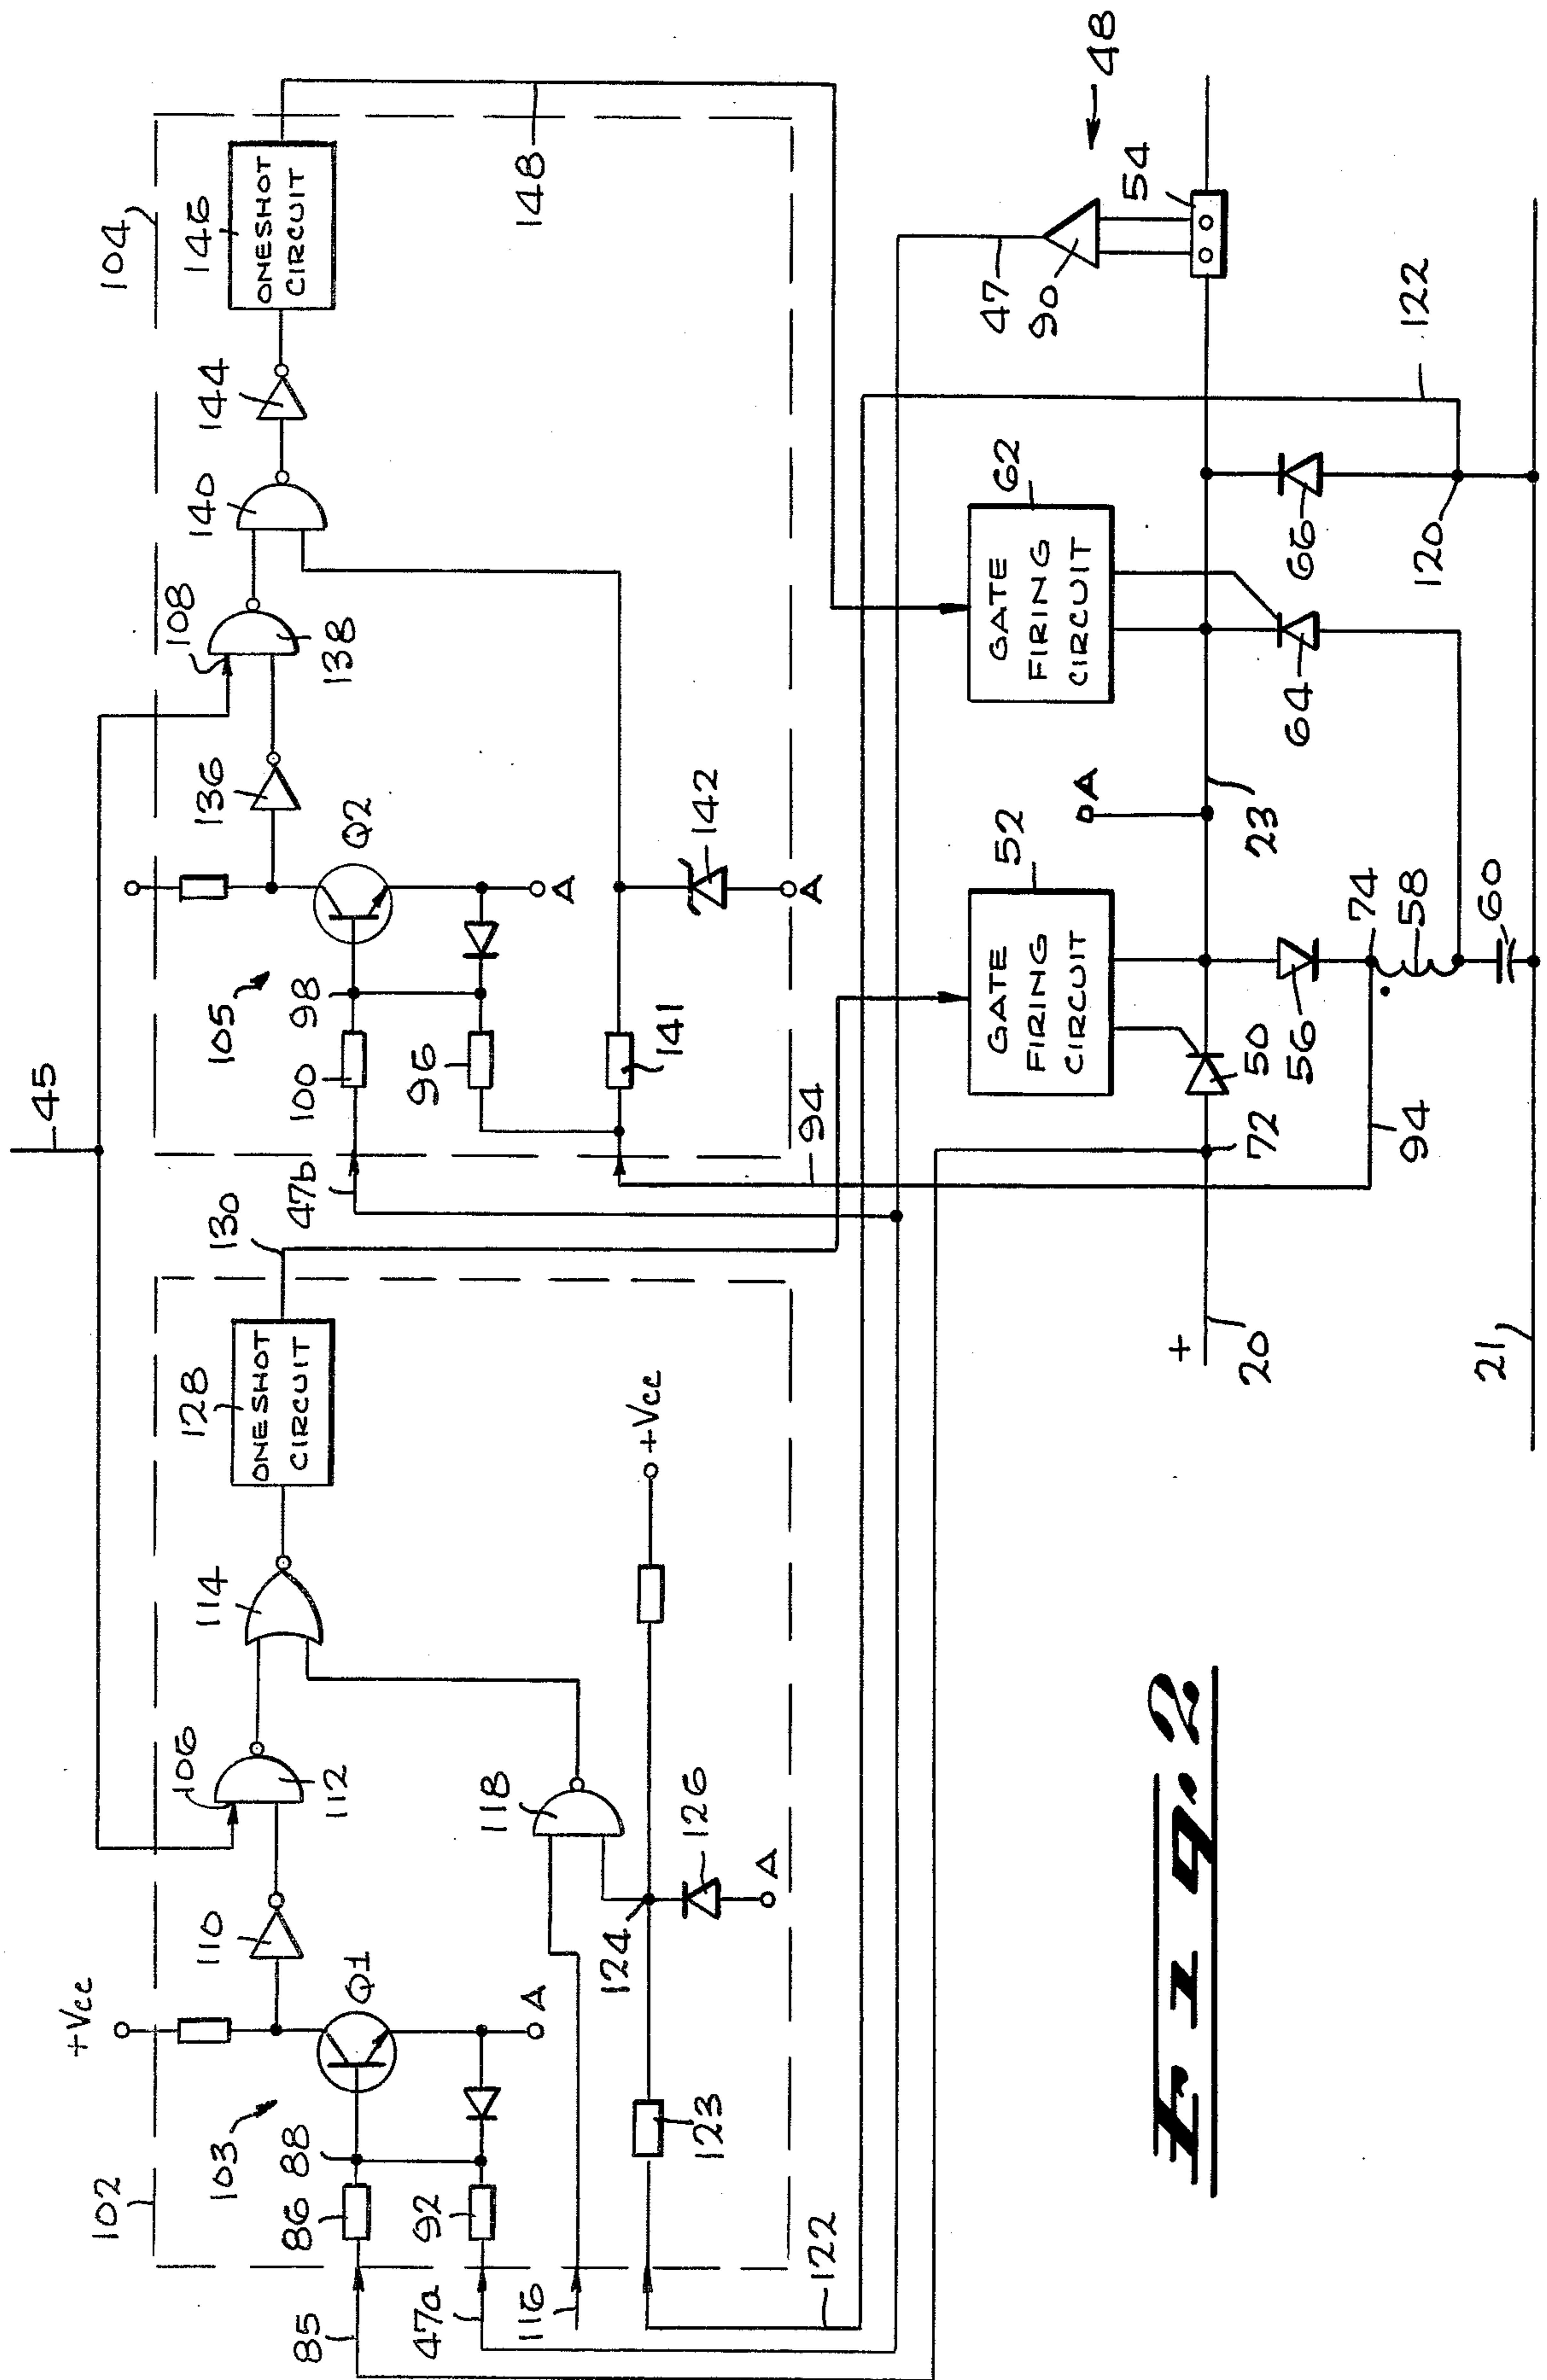 45
104
ONESHOT
CIRCUIT
146
144
140
108
138
136
Q2
105
98
100
96
141
142
A
A
47b
94
148
130
102
ONESHOT
CIRCUIT
128
114
106
112
110
+Vcc
Q1
103
88
86
92
A
118
124
126
A
123
+Vcc
85
47a
116
122
48
54
47
90
122
GATE
FIRING
CIRCUIT
62
66
120
64
A
23
GATE
FIRING
CIRCUIT
52
50
56
74
58
60
72
94
+
20
21
Fig. 2